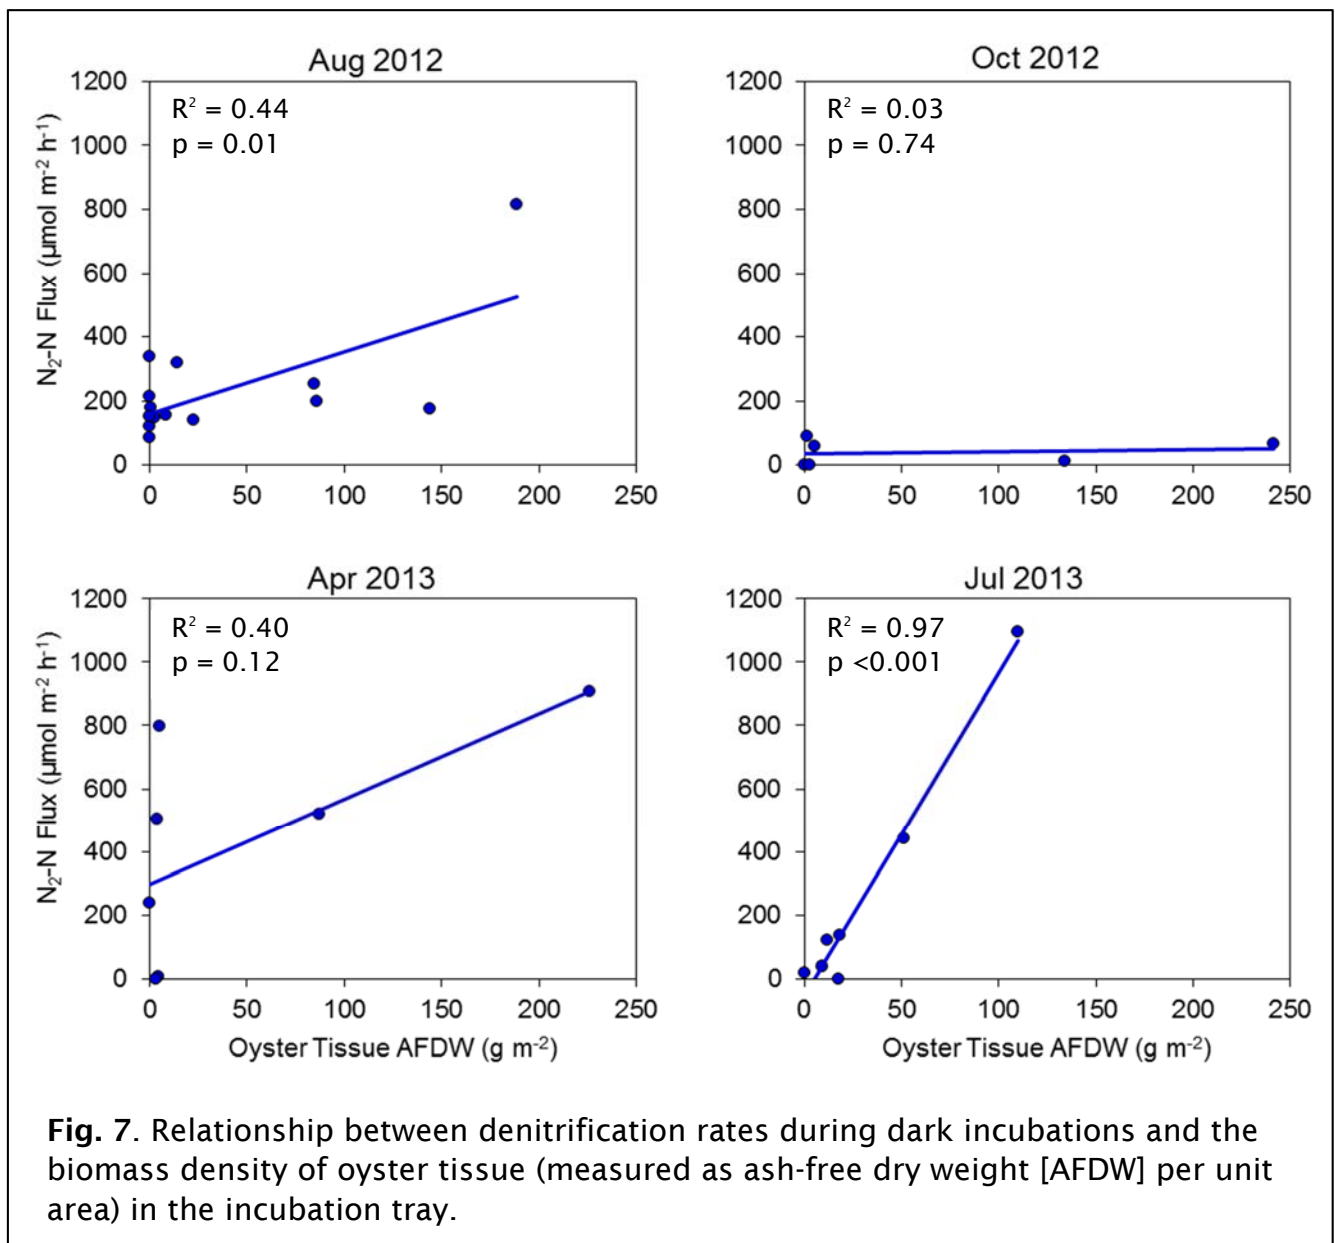 Aug 2012
R² = 0.44
p = 0.01
1200
1000
800
600
400
200
0
0 50 100 150 200 250
N₂-N Flux (µmol m⁻² h⁻¹)
Oct 2012
R² = 0.03
p = 0.74
1200
1000
800
600
400
200
0
0 50 100 150 200 250
Apr 2013
R² = 0.40
p = 0.12
1200
1000
800
600
400
200
0
0 50 100 150 200 250
N₂-N Flux (µmol m⁻² h⁻¹)
Oyster Tissue AFDW (g m⁻²)
Jul 2013
R² = 0.97
p <0.001
1200
1000
800
600
400
200
0
0 50 100 150 200 250
Oyster Tissue AFDW (g m⁻²)
Fig. 7. Relationship between denitrification rates during dark incubations and the
biomass density of oyster tissue (measured as ash-free dry weight [AFDW] per unit
area) in the incubation tray.